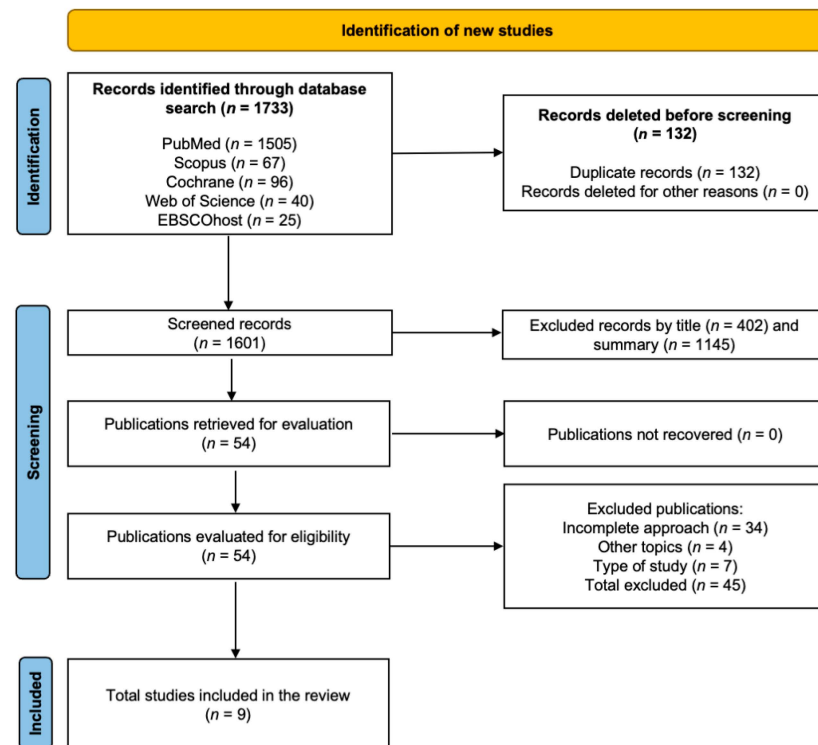 Identification of new studies
Identification
Records identified through database
search (n = 1733)
PubMed (n = 1505)
Scopus (n = 67)
Cochrane (n = 96)
Web of Science (n = 40)
EBSCOhost (n = 25)
Records deleted before screening
(n = 132)
Duplicate records (n = 132)
Records deleted for other reasons (n = 0)
Screening
Screened records
(n = 1601)
Excluded records by title (n = 402) and
summary (n = 1145)
Publications retrieved for evaluation
(n = 54)
Publications not recovered (n = 0)
Publications evaluated for eligibility
(n = 54)
Excluded publications:
Incomplete approach (n = 34)
Other topics (n = 4)
Type of study (n = 7)
Total excluded (n = 45)
Included
Total studies included in the review
(n = 9)